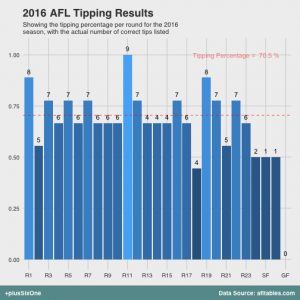 2016 AFL Tipping Results
Showing the tipping percentage per round for the 2016
season, with the actual number of correct tips listed
Tipping Percentage = 70.5 %
1.00
0.75
0.50
0.25
0.00
8 5 7 6 7 6 7 6 6 6 9 7 4 4 4 7 6 4 8 7 5 7 6 2 1 1 0
R1 R3 R5 R7 R9 R11 R13 R15 R17 R19 R21 R23 SF GF
+plusSixOne
Data Source: afltables.com